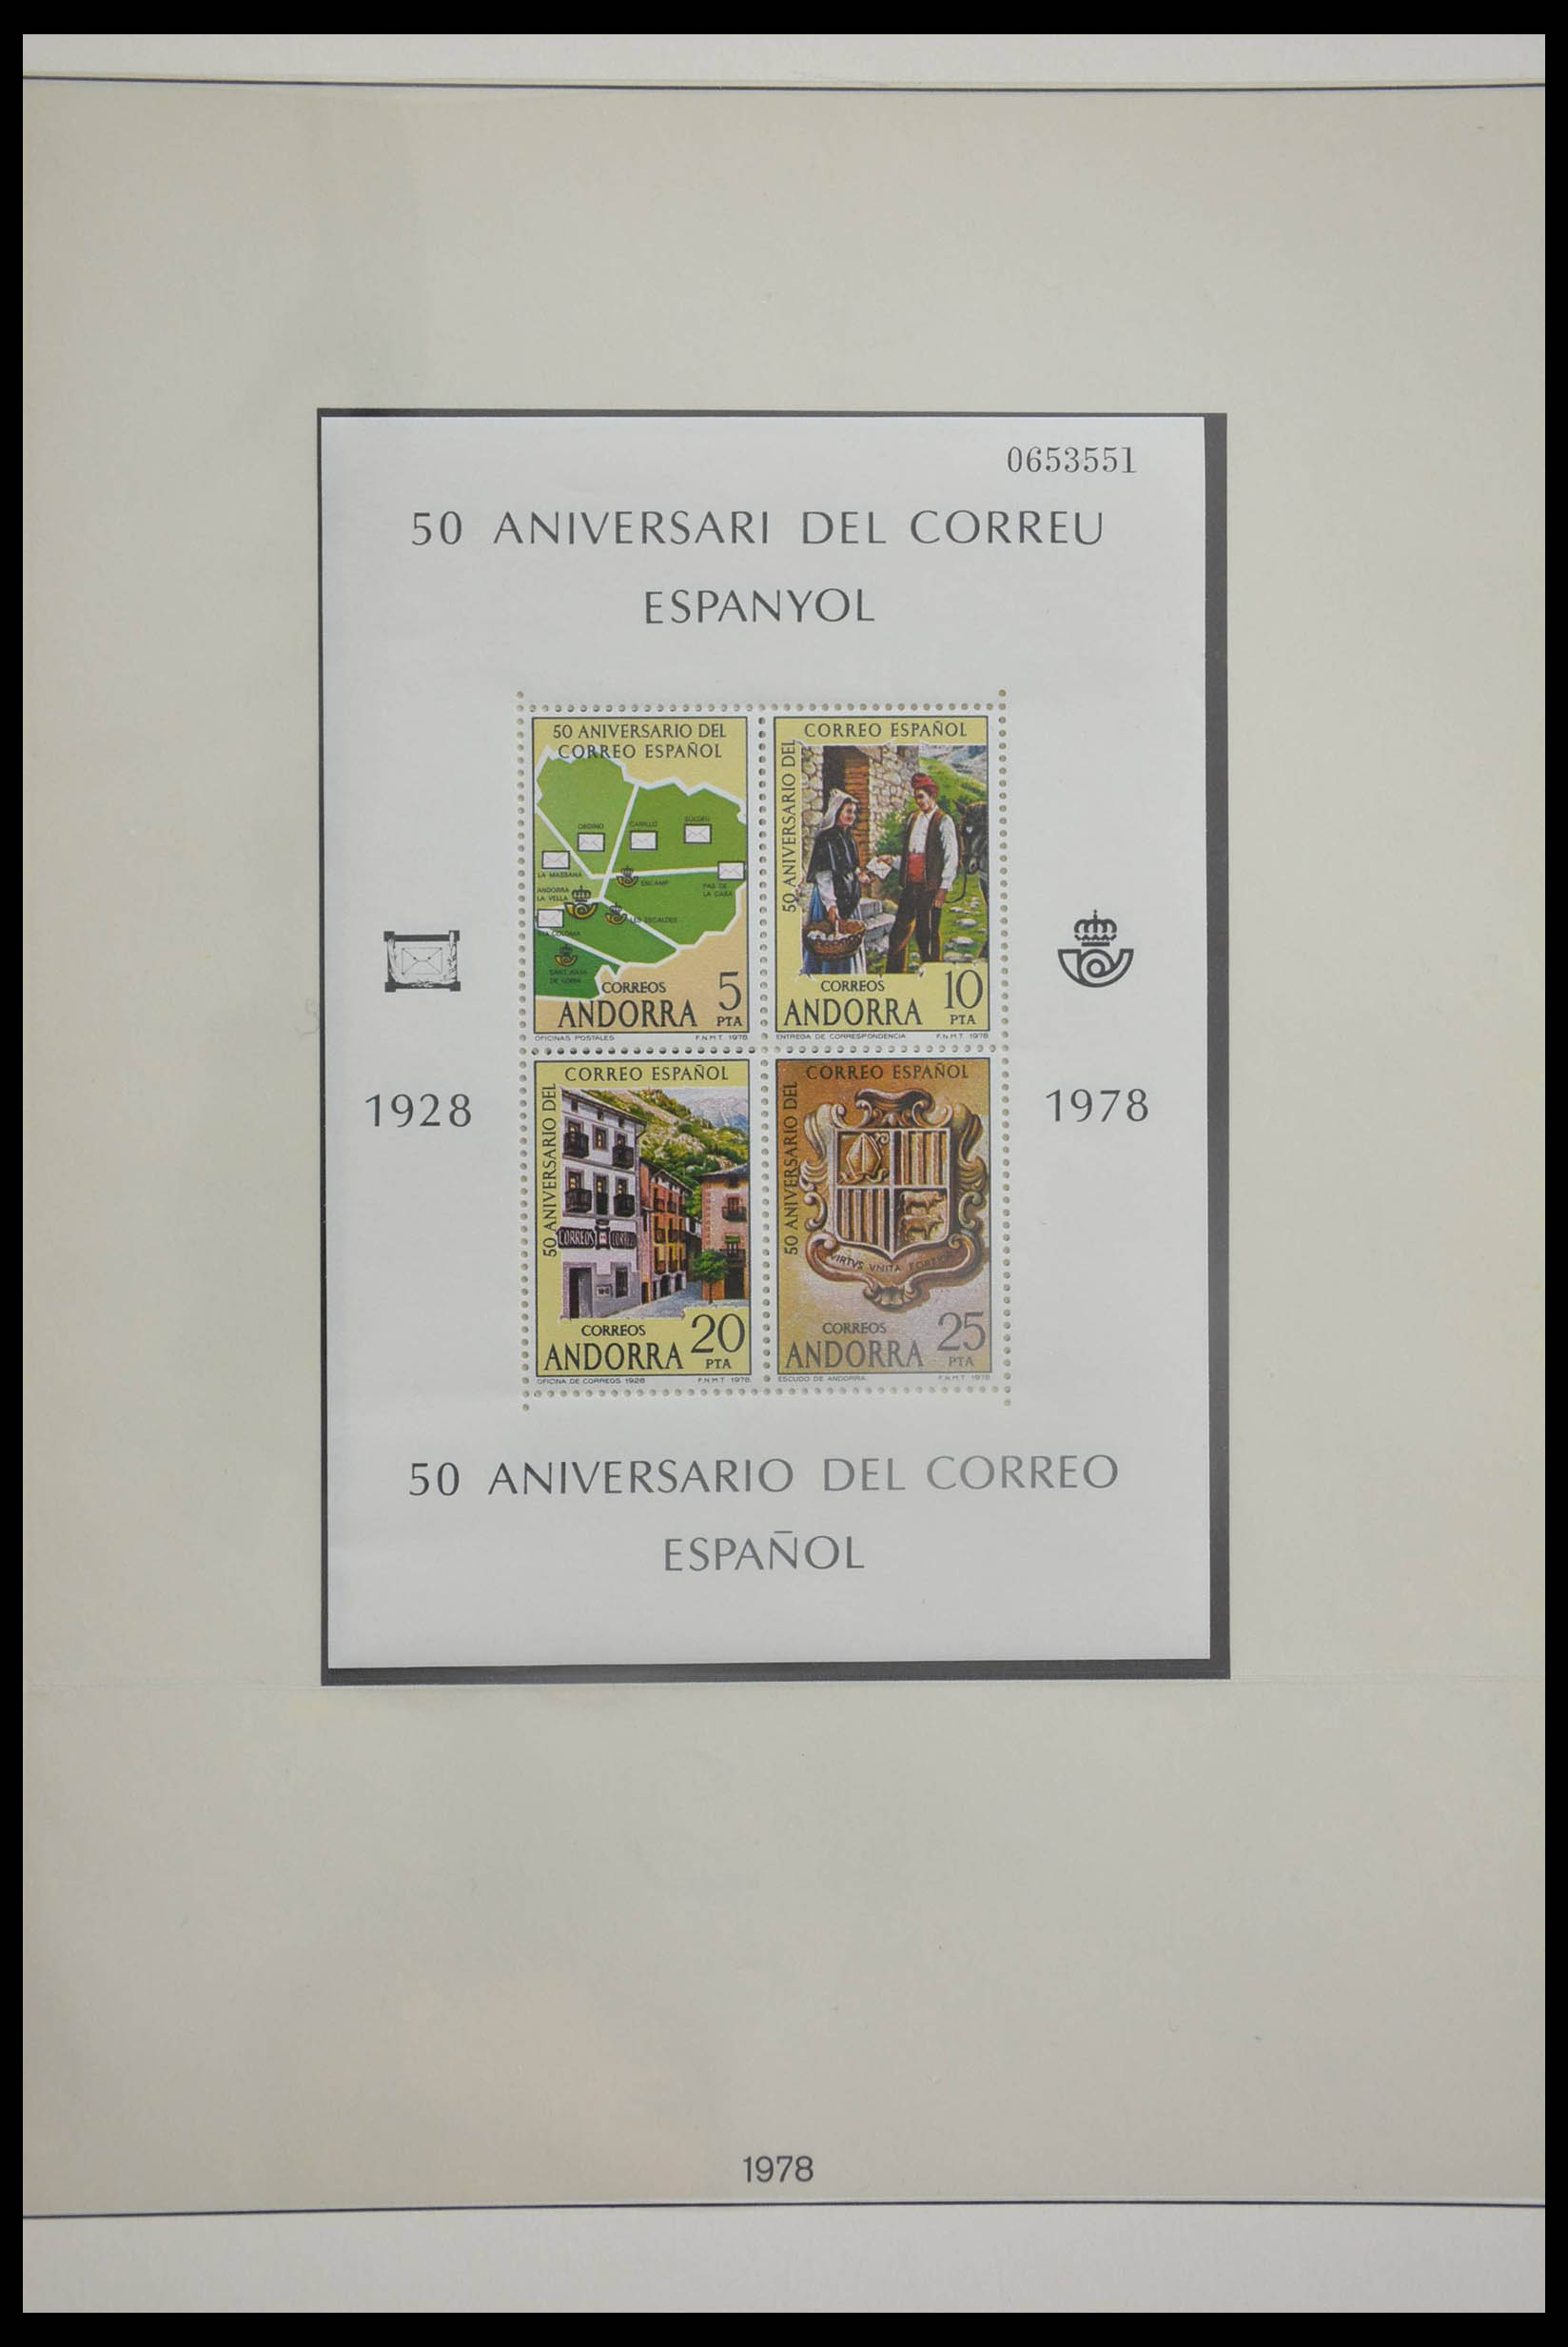 0653551
50 ANIVERSARI DEL CORREU
ESPANYOL
50 ANIVERSARIO DEL
CORREO ESPAÑOL
ORDINO
CANILLO
SOLDEU
LA MASSANA
ENCAMP
PAS DE
LA CASA
ANDORRA
LA VELLA
LES ESCALDES
LA COLOMA
SANT JULIA
DE LORIA
CORREOS
ANDORRA
5
PTA
OFICINAS POSTALES F.N.M.T. 1978
CORREO ESPAÑOL
50 ANIVERSARIO DEL
CORREOS
ANDORRA
10
PTA
ENTREGA DE CORRESPONDENCIA F.N.M.T. 1978
1928
1978
CORREO ESPAÑOL
50 ANIVERSARIO DEL
CORREOS
CORREOS
ANDORRA
20
PTA
OFICINA DE CORREOS 1928 F.N.M.T. 1978
CORREO ESPAÑOL
50 ANIVERSARIO DEL
VIRTVS VNITA FORTIOR
CORREOS
ANDORRA
25
PTA
ESCUDO DE ANDORRA F.N.M.T. 1978
50 ANIVERSARIO DEL CORREO
ESPAÑOL
1978